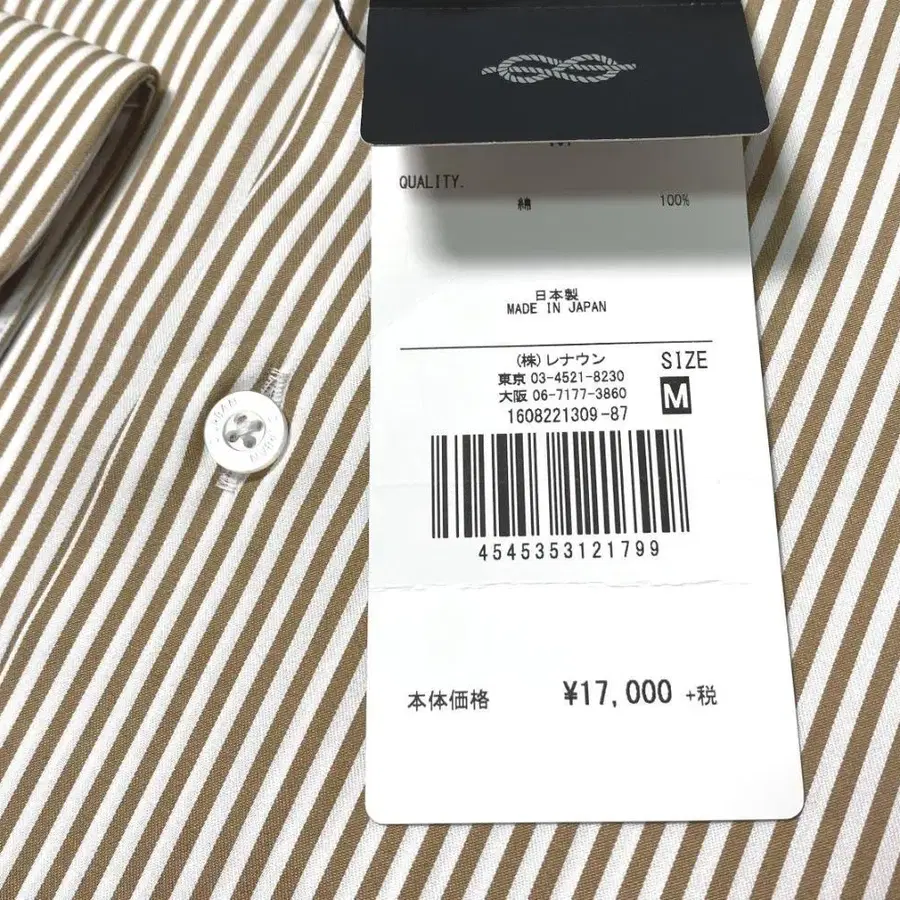 QUALITY.
綿 100%
日本製
MADE IN JAPAN
(株)レナウン
東京 03-4521-8230
大阪 06-7177-3860
1608221309-87
SIZE
M
4545353121799
本体価格 ¥17,000 +税